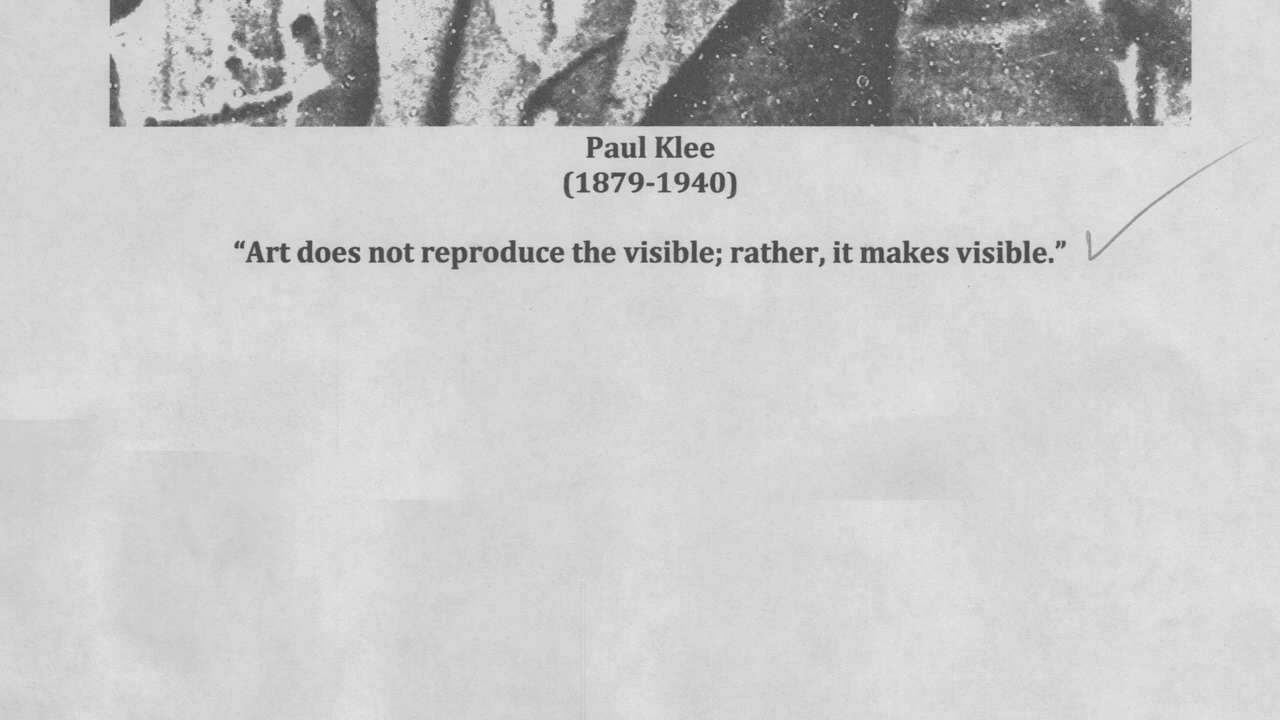 Paul Klee
(1879-1940)
“Art does not reproduce the visible; rather, it makes visible.”